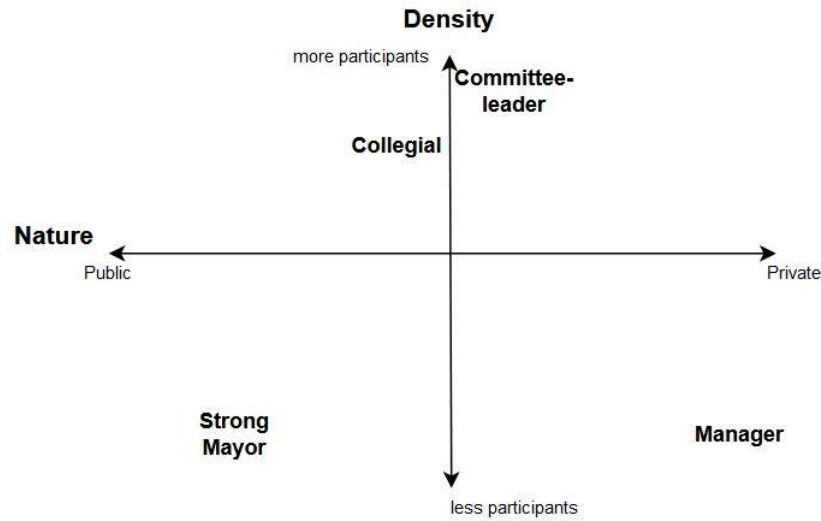 Density
more participants
Committee-
leader
Collegial
Nature
Public
Private
Strong
Mayor
Manager
less participants